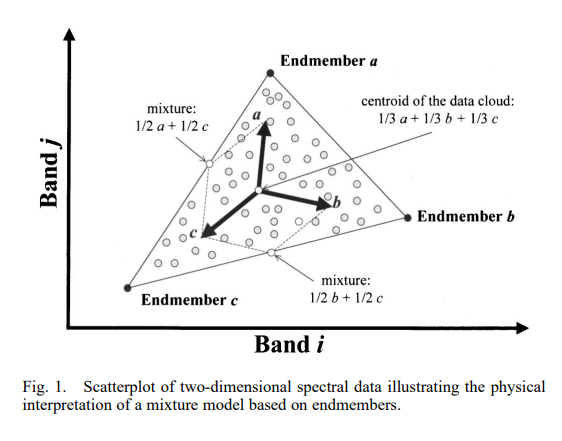 Endmember a
mixture:
1/2 a + 1/2 c
centroid of the data cloud:
1/3 a + 1/3 b + 1/3 c
a
Band j
b
Endmember b
c
mixture:
1/2 b + 1/2 c
Endmember c
Band i
Fig. 1. Scatterplot of two-dimensional spectral data illustrating the physical
interpretation of a mixture model based on endmembers.